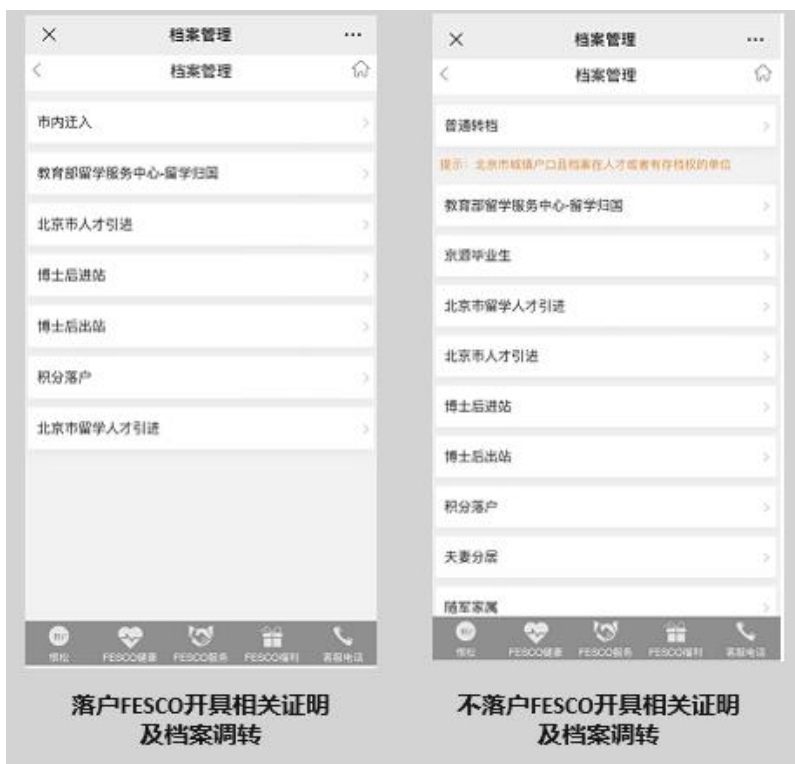 × 档案管理 ...
< 档案管理
市内迁入 >
教育部留学服务中心-留学归国 >
北京市人才引进 >
博士后进站 >
博士后出站 >
积分落户 >
北京市留学人才引进 >
FESCO健康 FESCO服务 FESCO福利 客服电话
落户FESCO开具相关证明
及档案调转
× 档案管理 ...
< 档案管理
普通转档 >
提示：北京市城镇户口且档案在人才或者有存档权的单位
教育部留学服务中心-留学归国 >
京源毕业生 >
北京市留学人才引进 >
北京市人才引进 >
博士后进站 >
博士后出站 >
积分落户 >
夫妻分居 >
随军家属 >
FESCO健康 FESCO服务 FESCO福利 客服电话
不落户FESCO开具相关证明
及档案调转